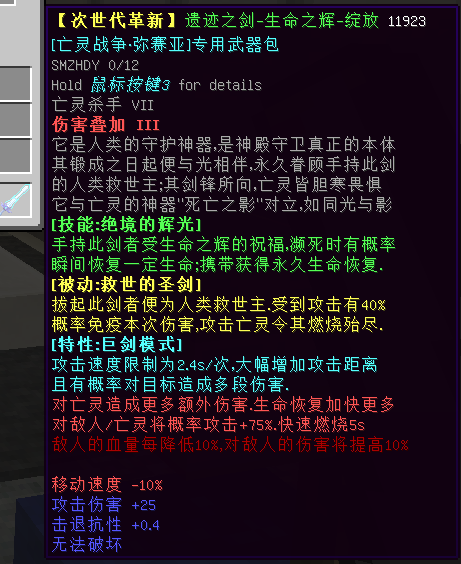 【次世代革新】遗迹之剑-生命之辉-绽放 11923
[亡灵战争·弥赛亚]专用武器包
SMZHDY 0/12
Hold 鼠标按键3 for details
亡灵杀手 VII
伤害叠加 III
它是人类的守护神器,是神殿守卫真正的本体
其锻成之日起便与光相伴,永久眷顾手持此剑
的人类救世主;其剑锋所向,亡灵皆胆寒畏惧
它与亡灵的神器"死亡之影"对立,如同光与影
[技能:绝境的辉光]
手持此剑者受生命之辉的祝福,濒死时有概率
瞬间恢复一定生命;携带获得永久生命恢复.
[被动:救世的圣剑]
拔起此剑者便为人类救世主.受到攻击有40%
概率免疫本次伤害,攻击亡灵令其燃烧殆尽.
[特性:巨剑模式]
攻击速度限制为2.4s/次,大幅增加攻击距离
且有概率对目标造成多段伤害.
对亡灵造成更多额外伤害.生命恢复加快更多
对敌人/亡灵将概率攻击+75%.快速燃烧5s
敌人的血量每降低10%,对敌人的伤害将提高10%
移动速度 -10%
攻击伤害 +25
击退抗性 +0.4
无法破坏